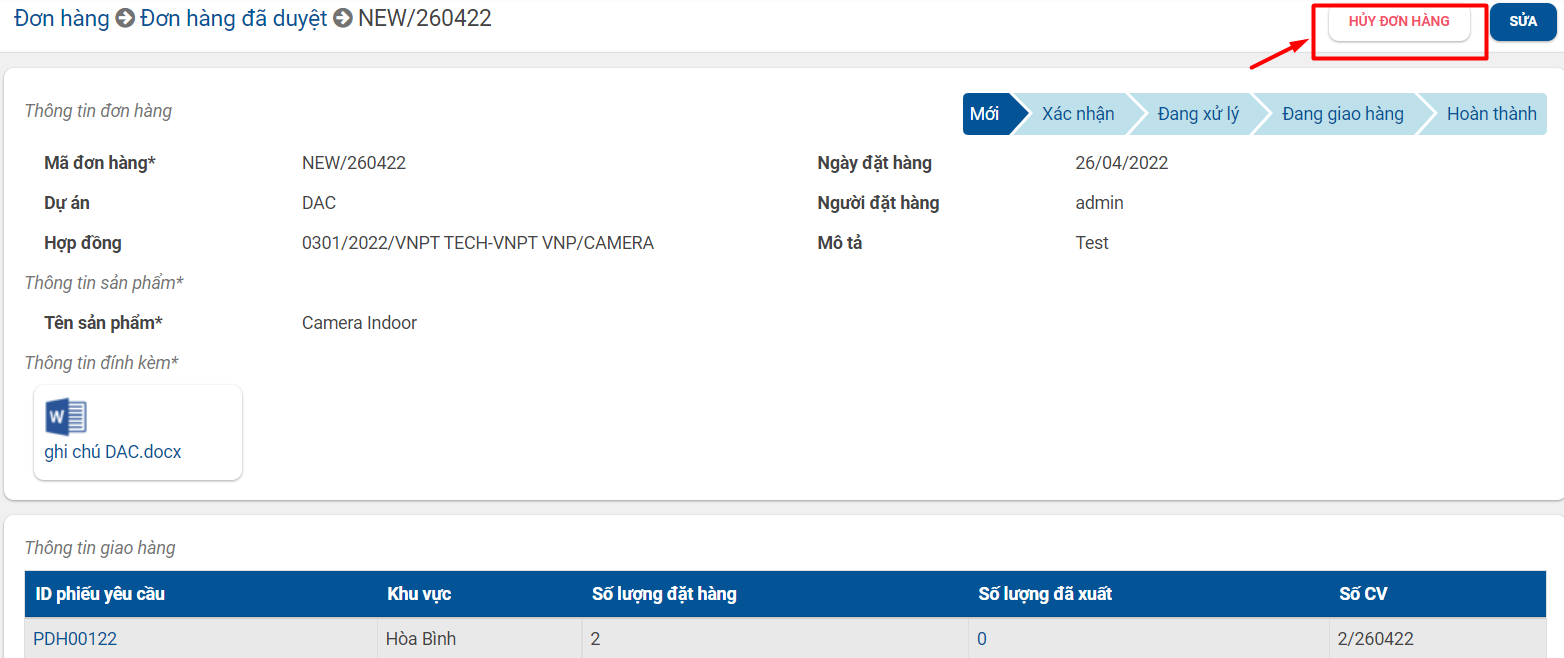 Đơn hàng Đơn hàng đã duyệt NEW/260422
HỦY ĐƠN HÀNG SỬA
Thông tin đơn hàng
Mới Xác nhận Đang xử lý Đang giao hàng Hoàn thành
Mã đơn hàng* NEW/260422 Ngày đặt hàng 26/04/2022
Dự án DAC Người đặt hàng admin
Hợp đồng 0301/2022/VNPT TECH-VNPT VNP/CAMERA Mô tả Test
Thông tin sản phẩm*
Tên sản phẩm* Camera Indoor
Thông tin đính kèm*
W
ghi chú DAC.docx
Thông tin giao hàng
ID phiếu yêu cầu Khu vực Số lượng đặt hàng Số lượng đã xuất Số CV
PDH00122 Hòa Bình 2 0 2/260422